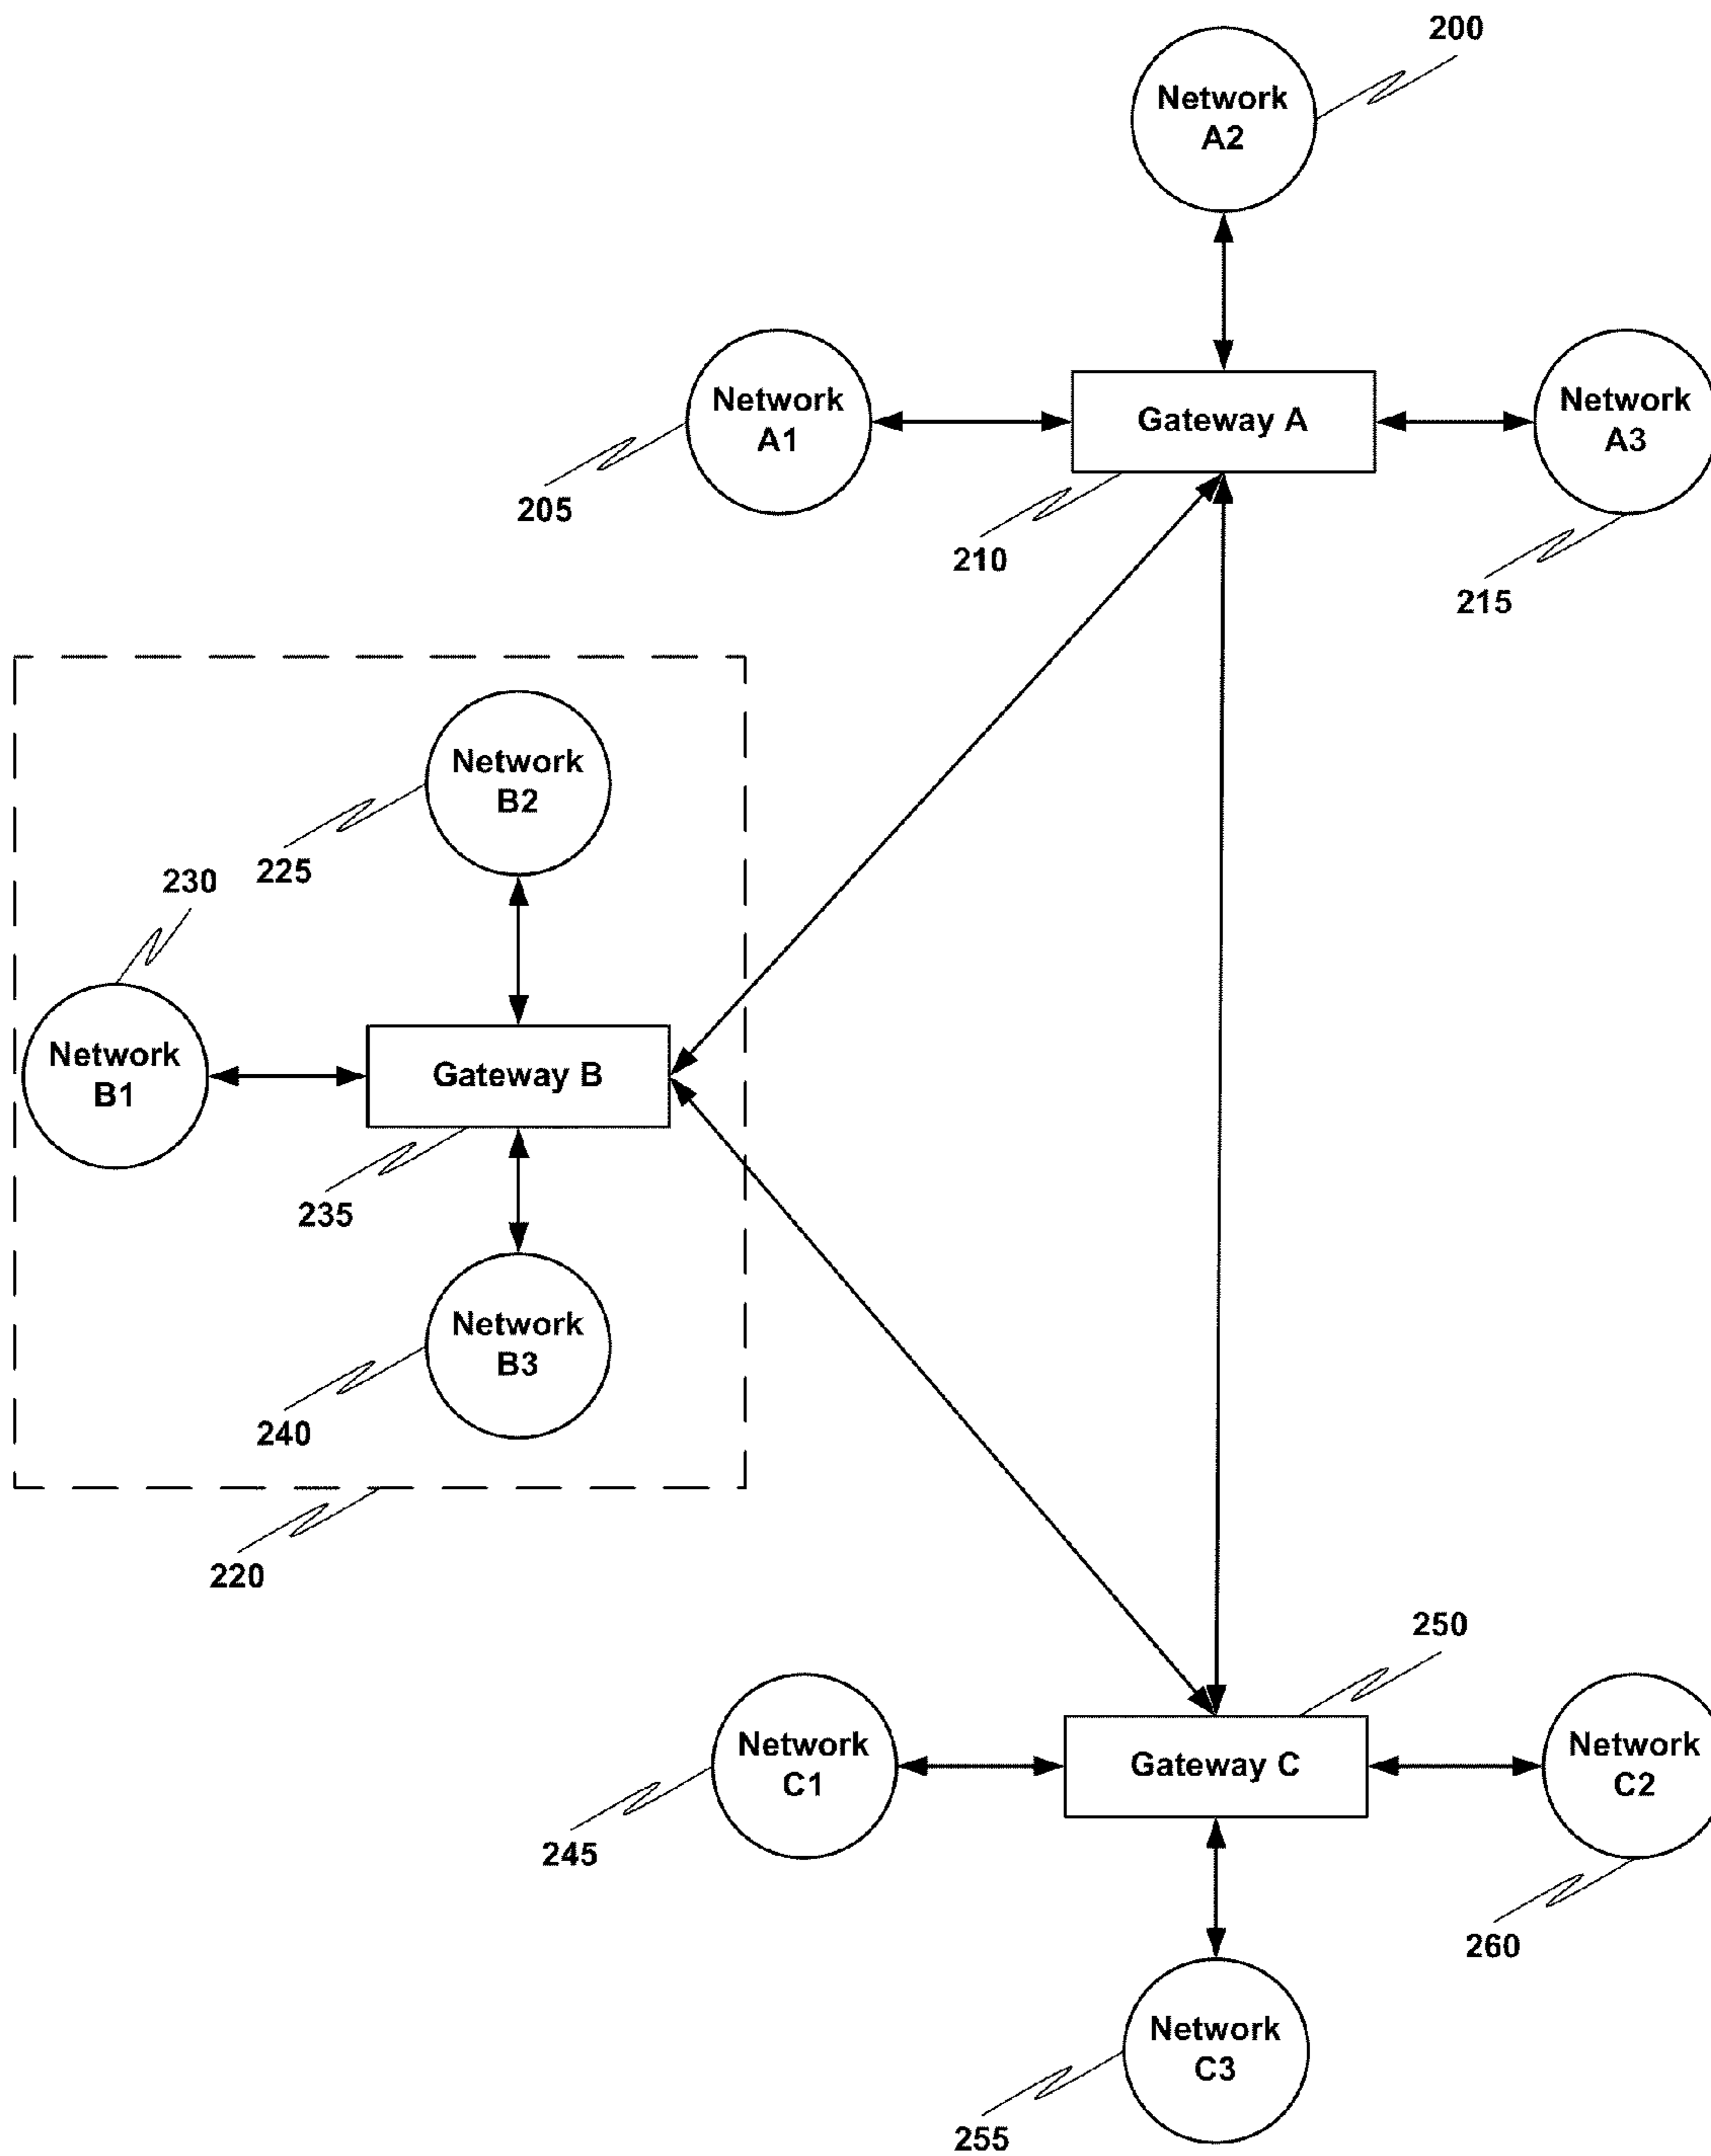 200
Network
A2
Network
A1
Gateway A
Network
A3
205
210
215
Network
B2
225
230
Network
B1
Gateway B
235
Network
B3
240
220
250
Network
C1
Gateway C
Network
C2
245
260
Network
C3
255